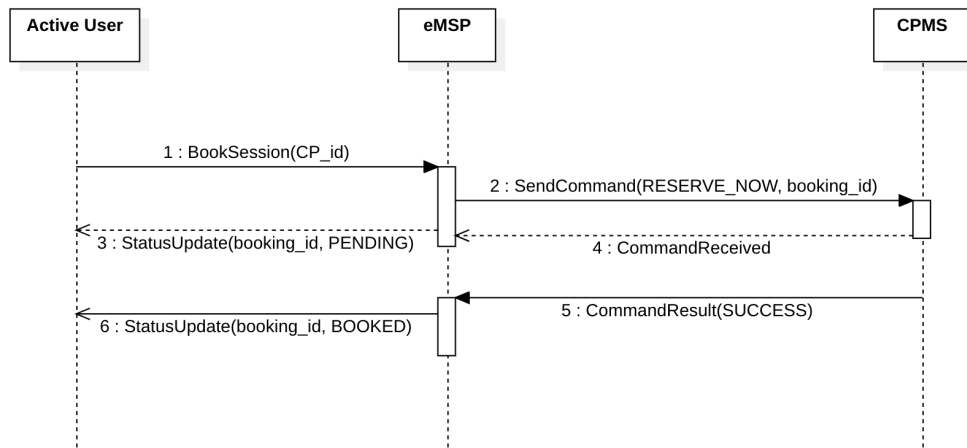 Active User
eMSP
CPMS
1 : BookSession(CP_id)
2 : SendCommand(RESERVE_NOW, booking_id)
3 : StatusUpdate(booking_id, PENDING)
4 : CommandReceived
5 : CommandResult(SUCCESS)
6 : StatusUpdate(booking_id, BOOKED)